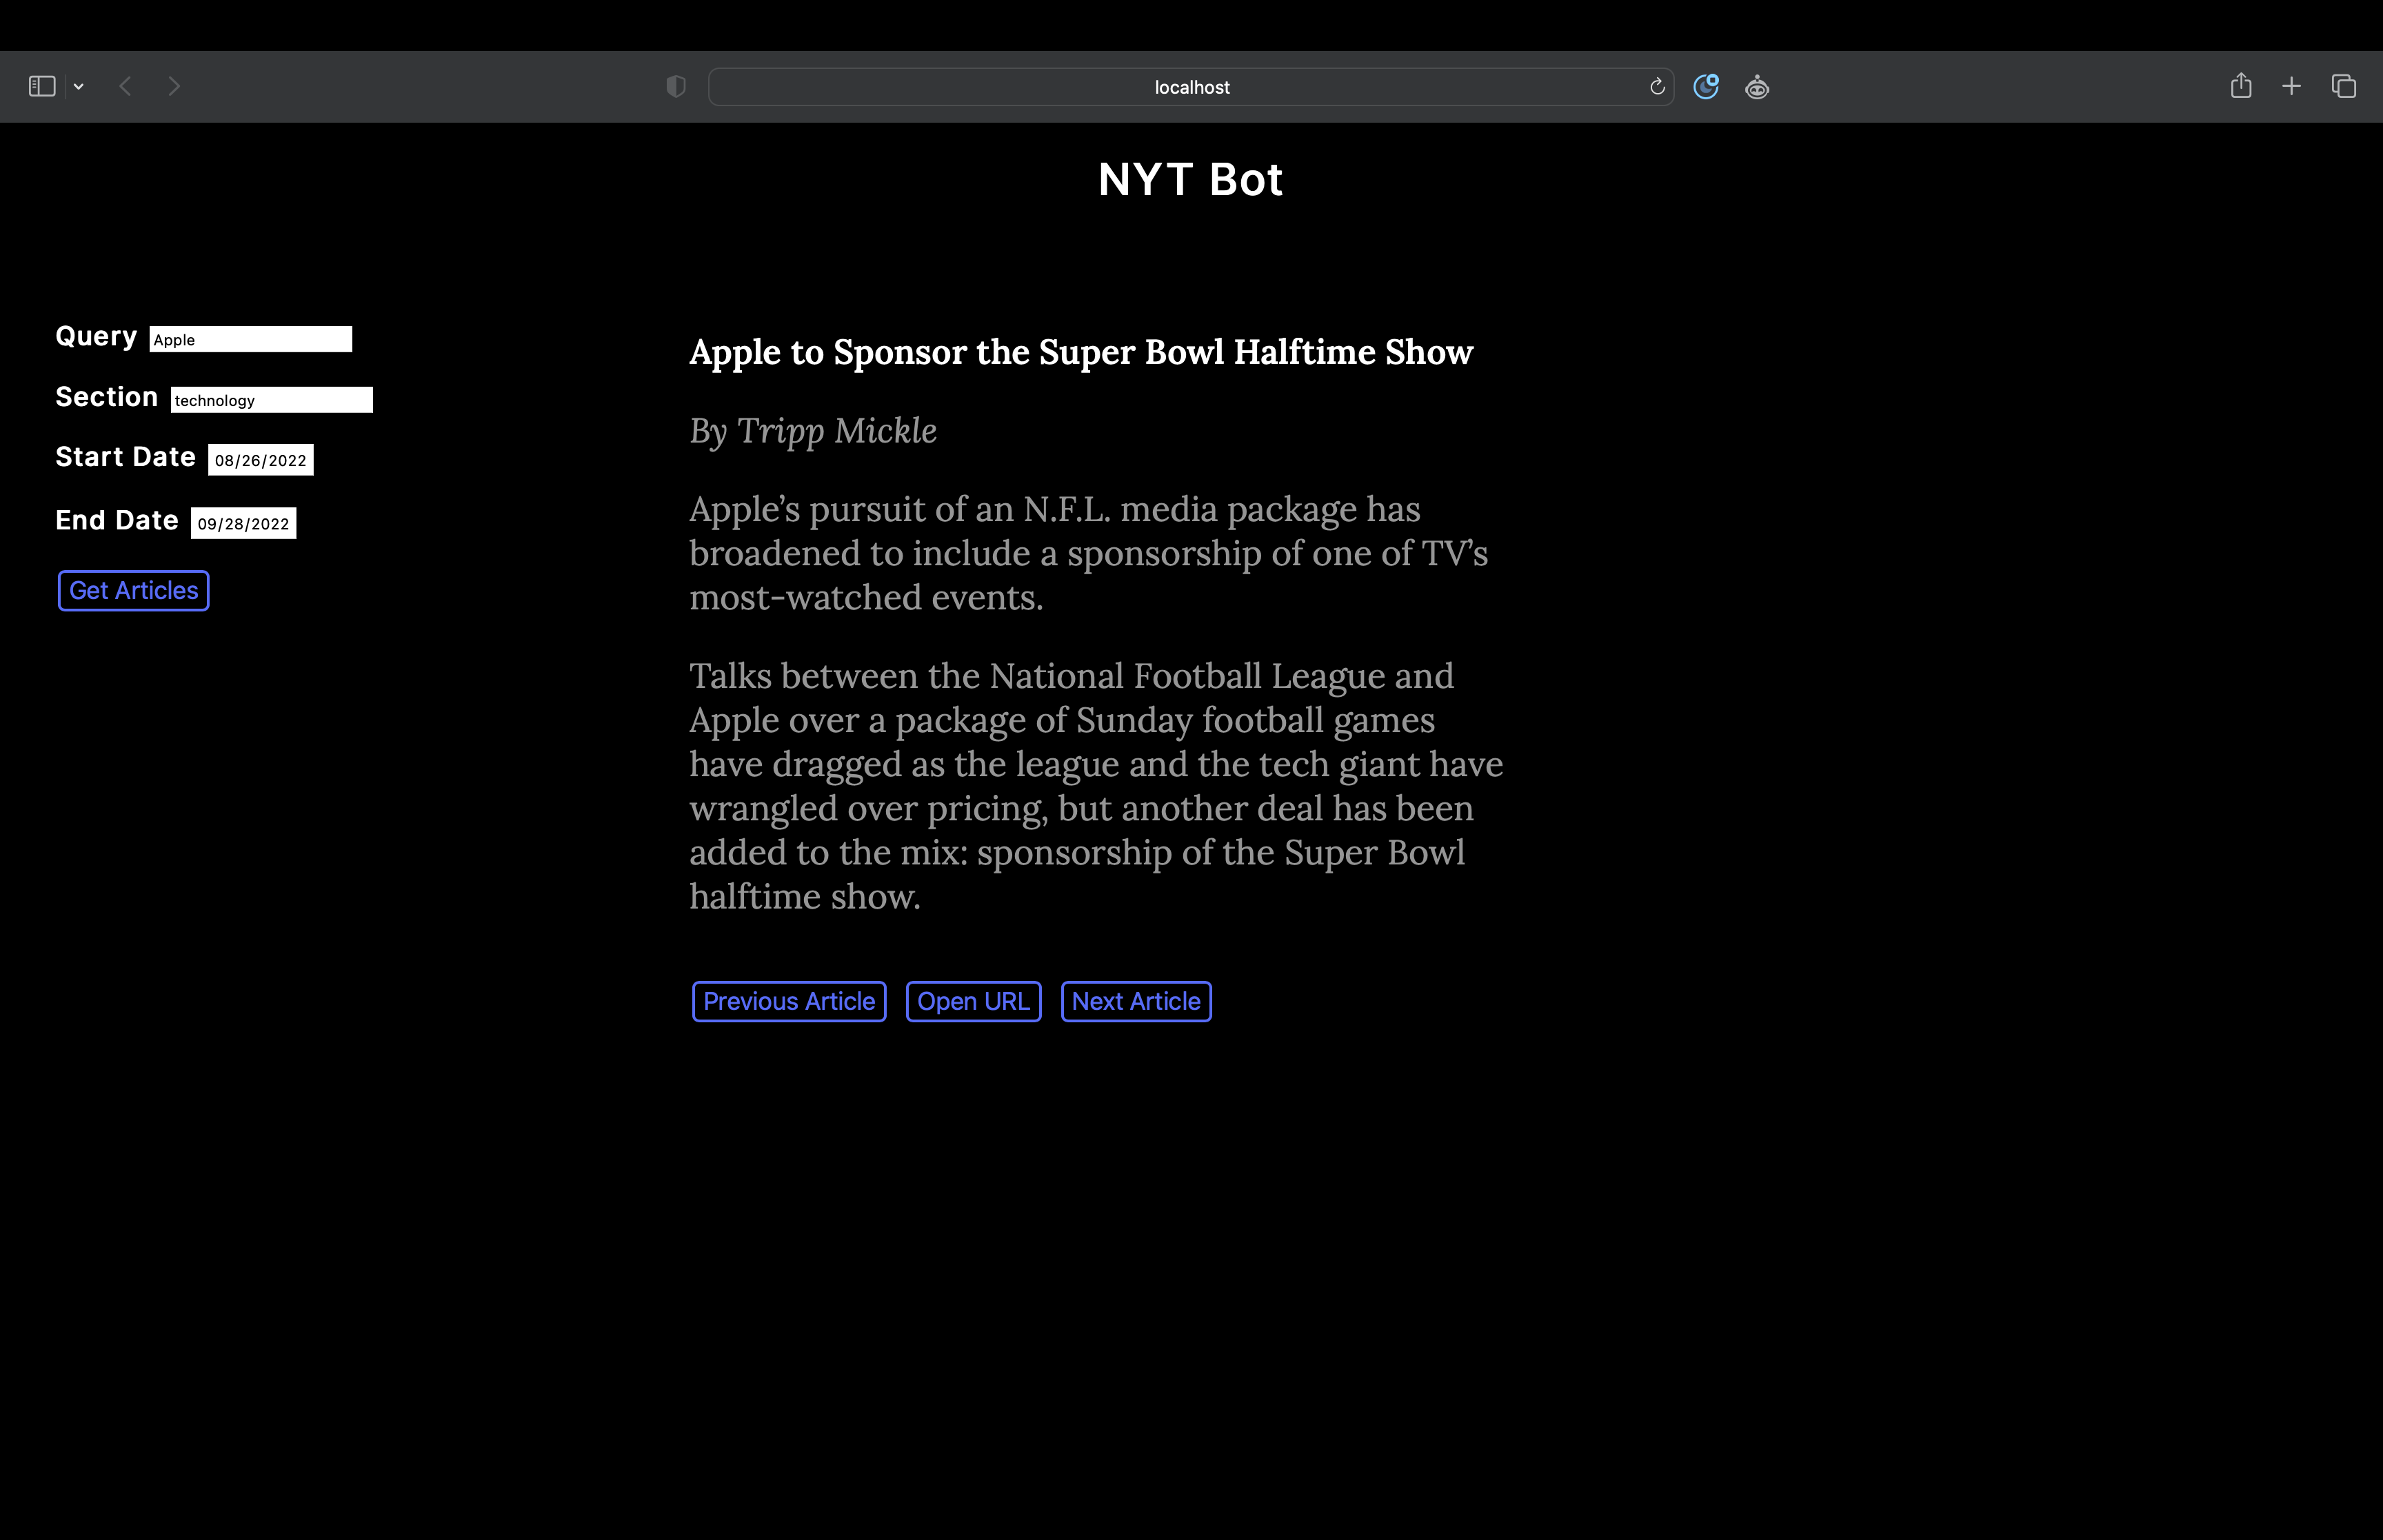 localhost
NYT Bot
Query Apple
Section technology
Start Date 08/26/2022
End Date 09/28/2022
Get Articles
Apple to Sponsor the Super Bowl Halftime Show
By Tripp Mickle
Apple’s pursuit of an N.F.L. media package has
broadened to include a sponsorship of one of TV’s
most-watched events.
Talks between the National Football League and
Apple over a package of Sunday football games
have dragged as the league and the tech giant have
wrangled over pricing, but another deal has been
added to the mix: sponsorship of the Super Bowl
halftime show.
Previous Article Open URL Next Article